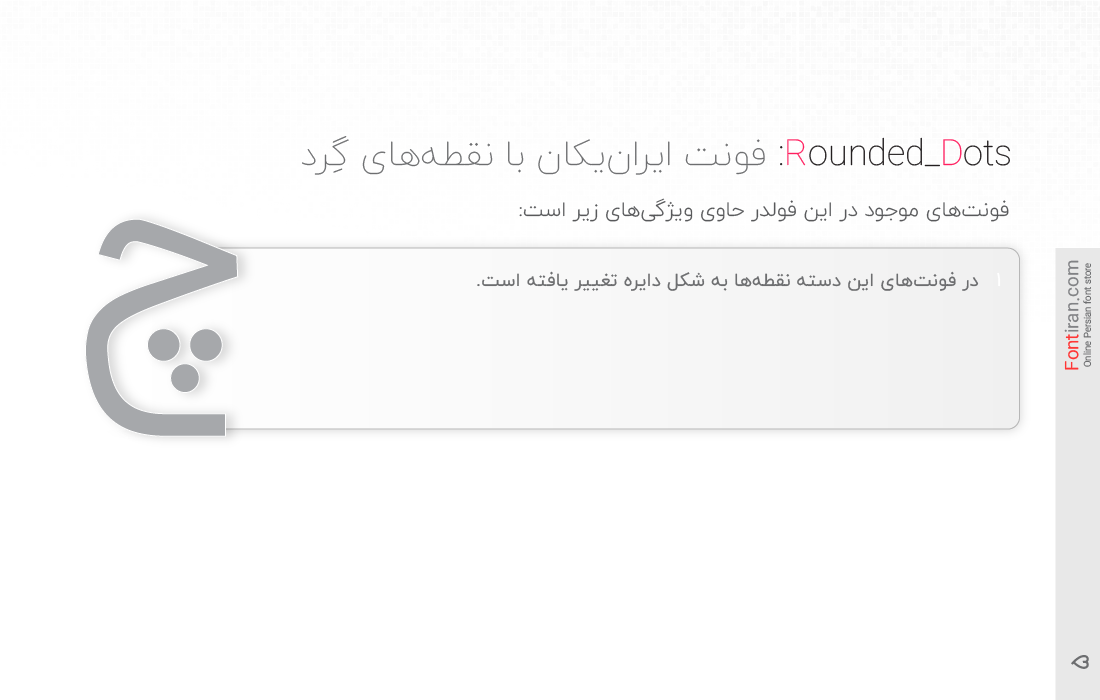 Rounded_Dots: فونت ایران‌یکان با نقطه‌های گِرد
فونت‌های موجود در این فولدر حاوی ویژگی‌های زیر است:
۱ در فونت‌های این دسته نقطه‌ها به شکل دایره تغییر یافته است.
چ
Fontiran.com
Online Persian font store
۵